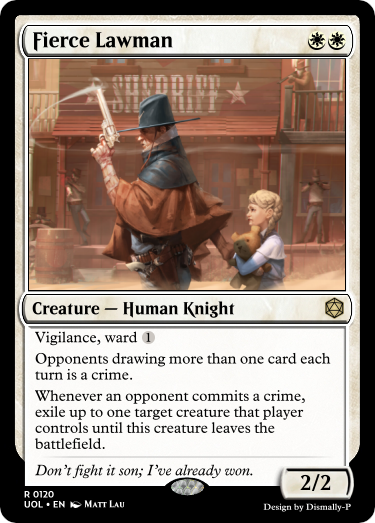 Fierce Lawman
SHERRIFF
Creature — Human Knight
Vigilance, ward 1
Opponents drawing more than one card each
turn is a crime.
Whenever an opponent commits a crime,
exile up to one target creature that player
controls until this creature leaves the
battlefield.
Don't fight it son; I've already won.
2/2
R 0120
UOL • EN Matt Lau
Design by Dismally-P